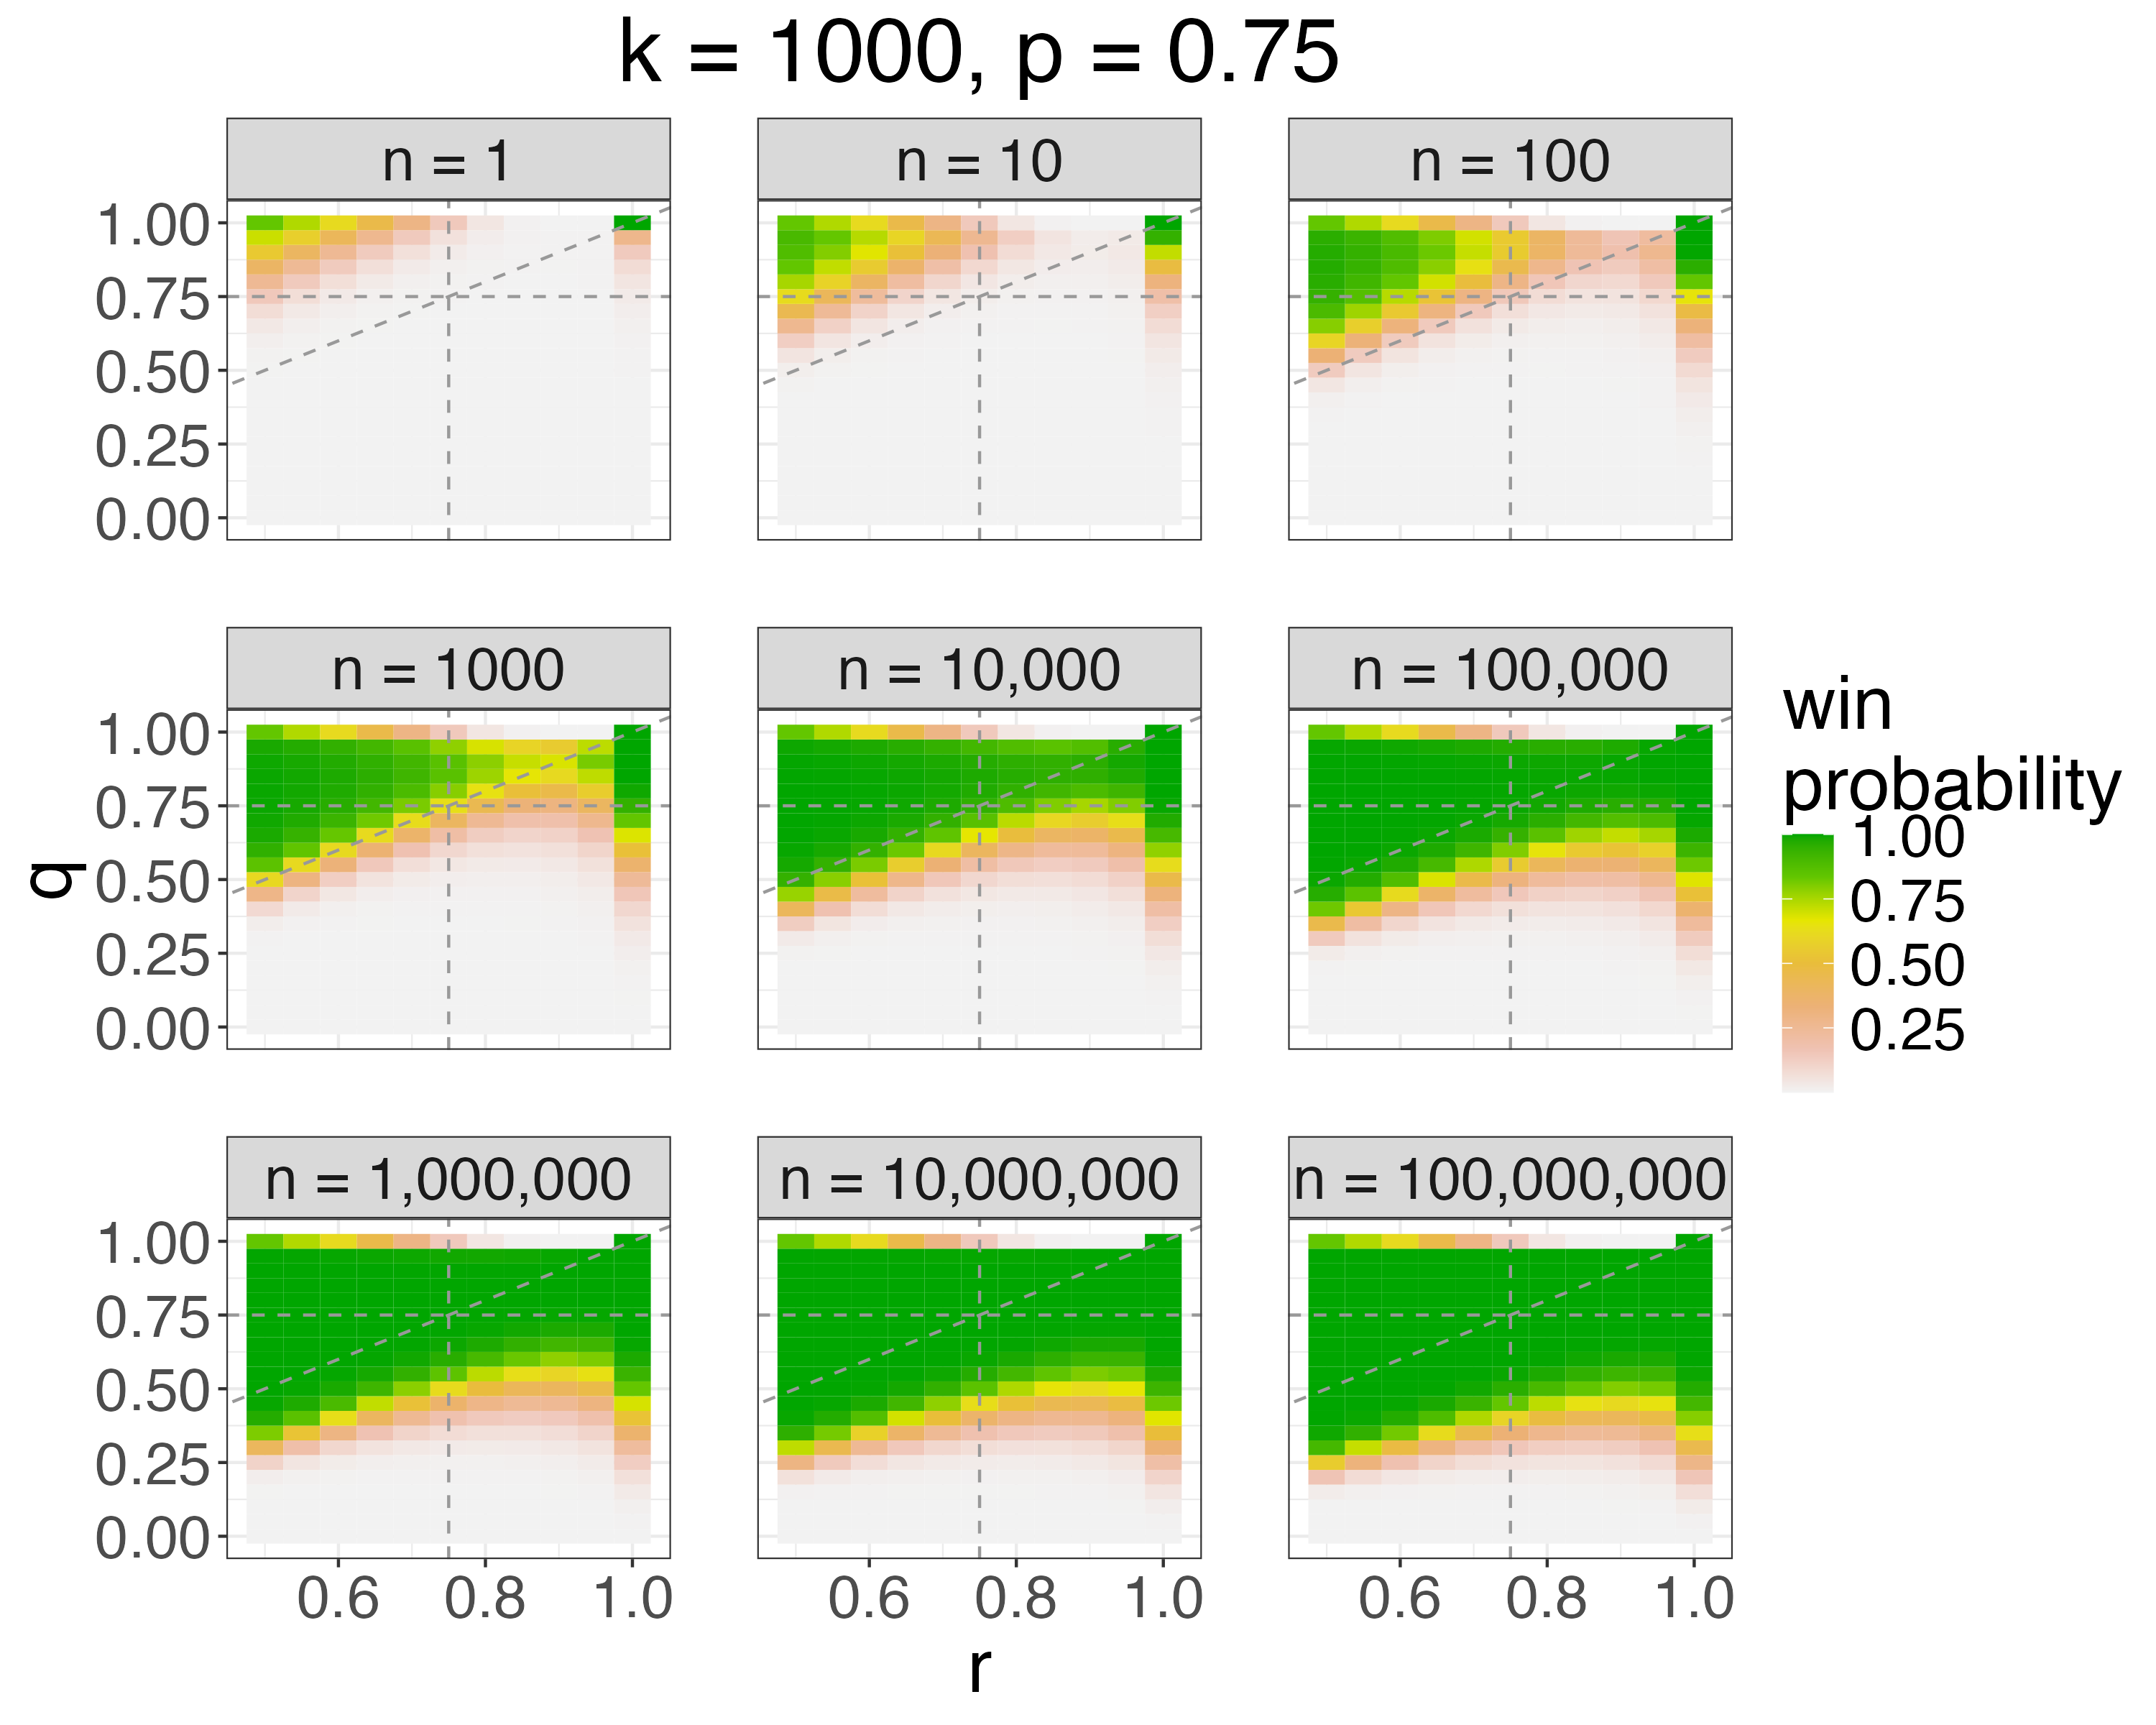 k = 1000, p = 0.75
n = 1
n = 10
n = 100
1.00
0.75
0.50
0.25
0.00
n = 1000
n = 10,000
n = 100,000
1.00
0.75
0.50
0.25
0.00
q
win
probability
1.00
0.75
0.50
0.25
n = 1,000,000
n = 10,000,000
n = 100,000,000
1.00
0.75
0.50
0.25
0.00
0.6 0.8 1.0
0.6 0.8 1.0
0.6 0.8 1.0
r